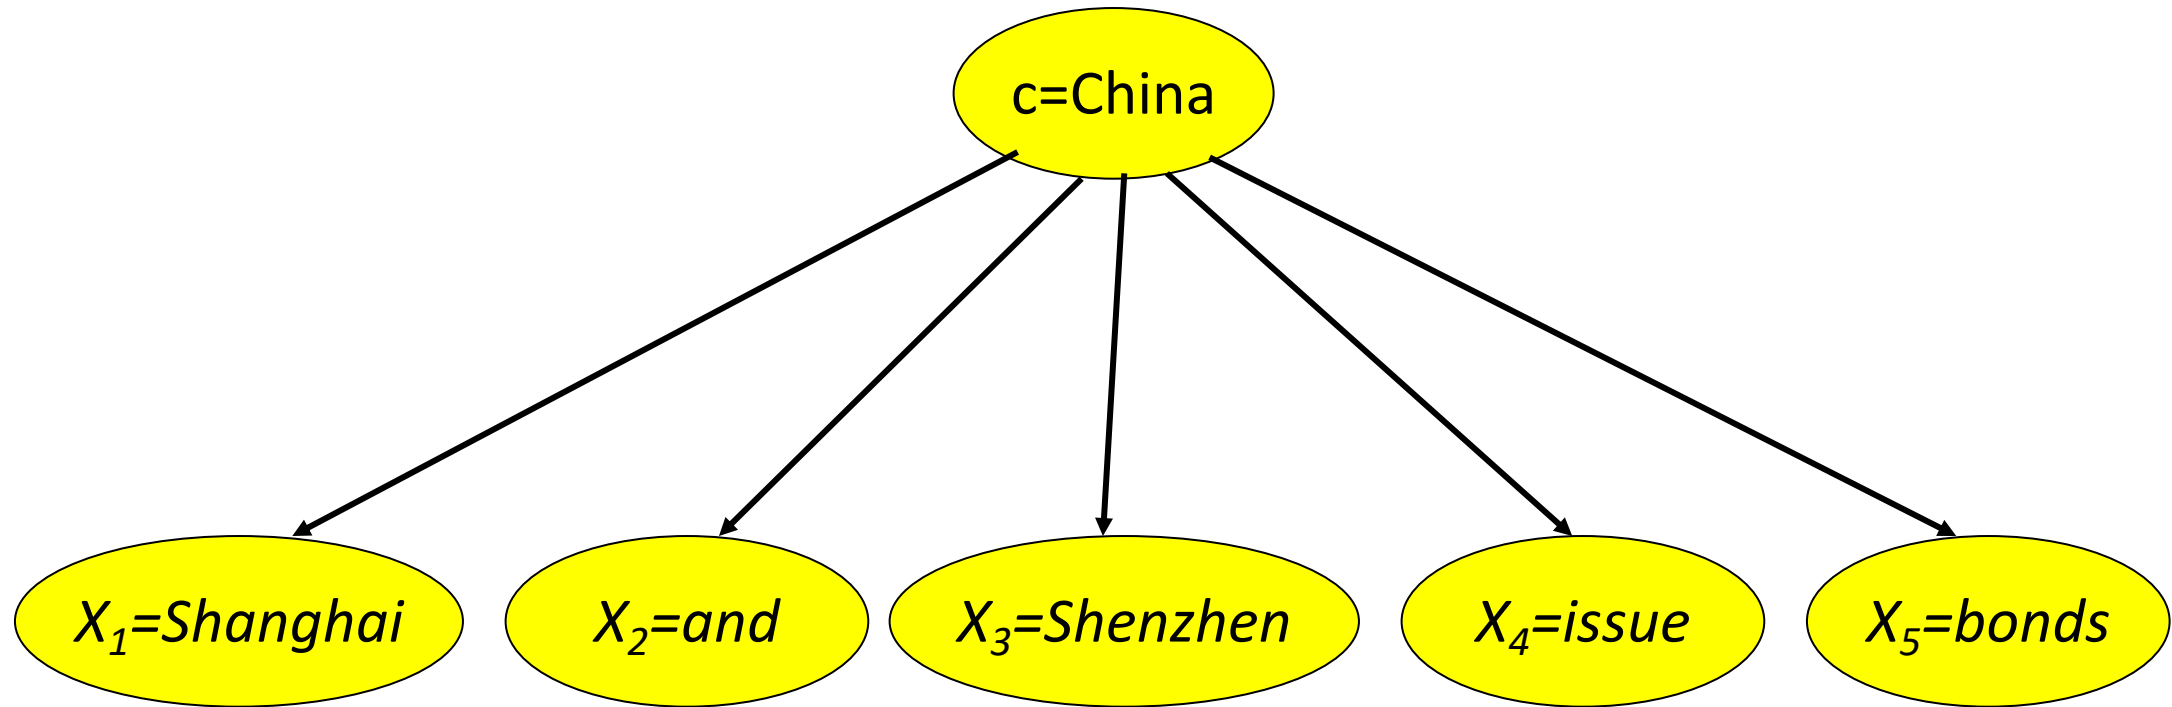 c=China
X₁=Shanghai
X₂=and
X₃=Shenzhen
X₄=issue
X₅=bonds